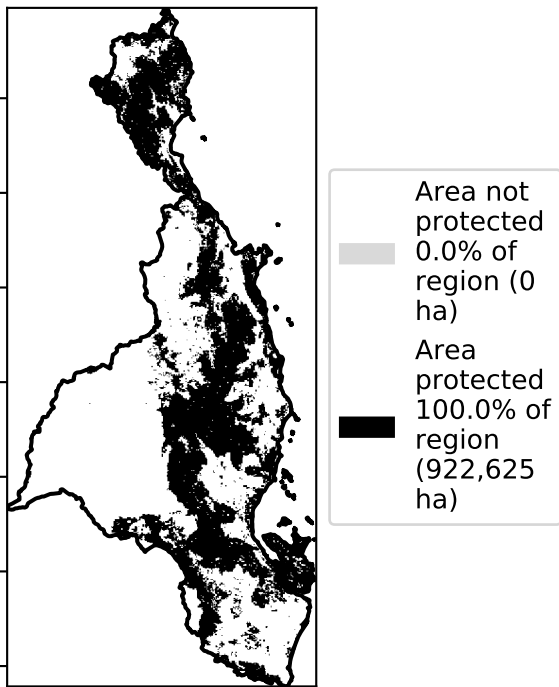 Area not
protected
0.0% of
region (0
ha)
Area
protected
100.0% of
region
(922,625
ha)